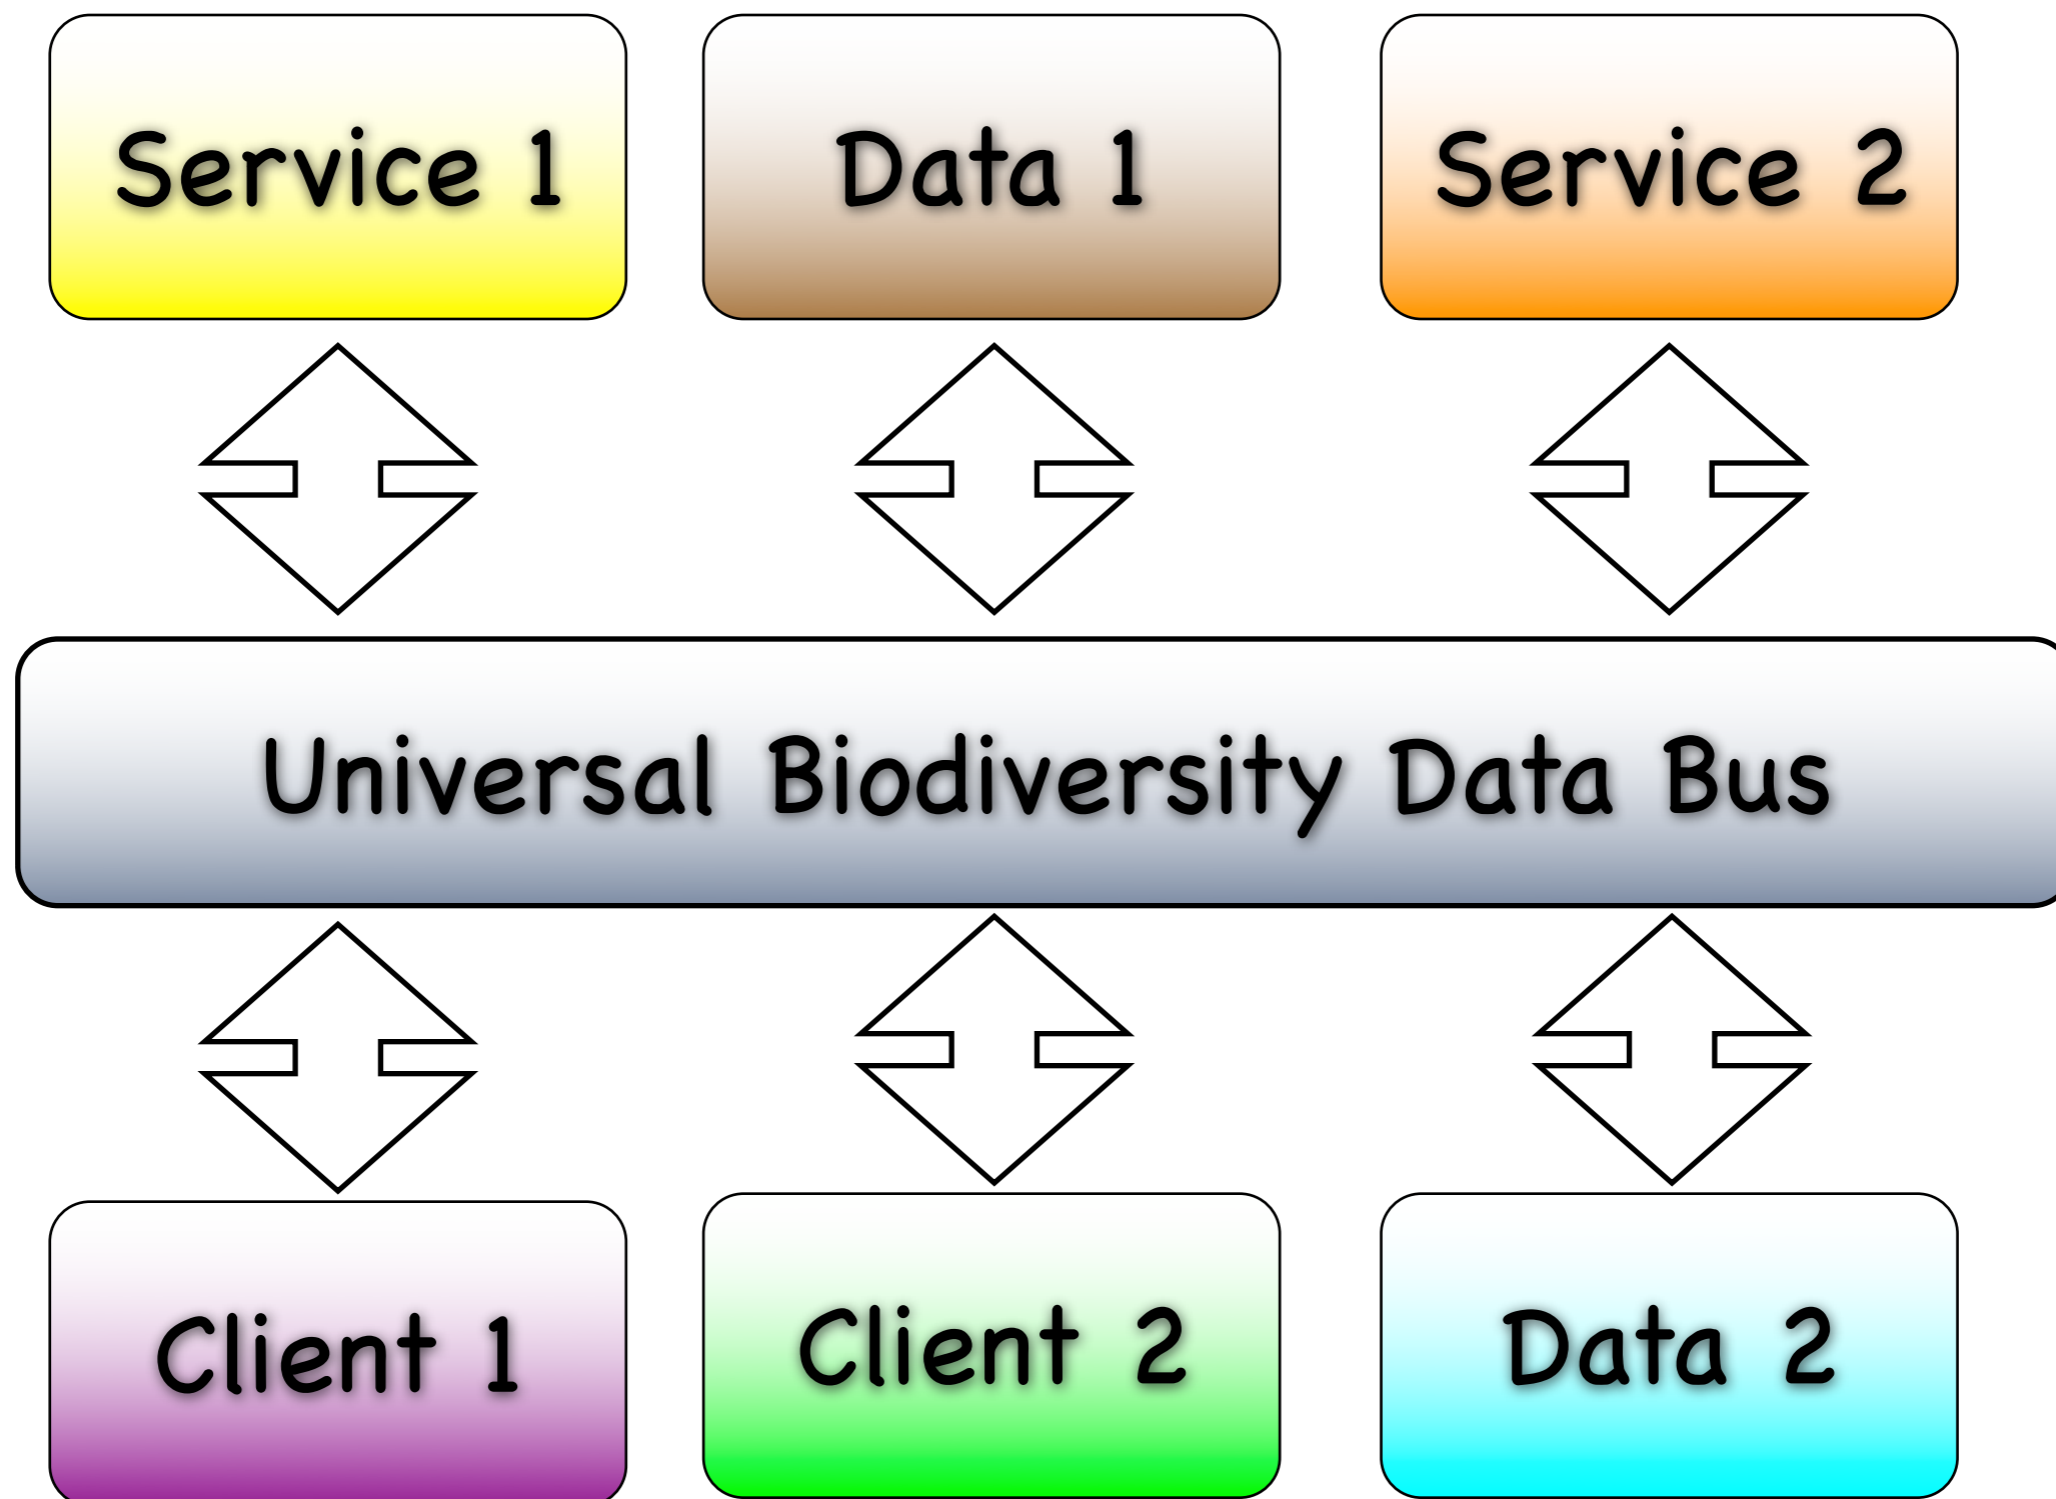 Service 1
Data 1
Service 2
Universal Biodiversity Data Bus
Client 1
Client 2
Data 2